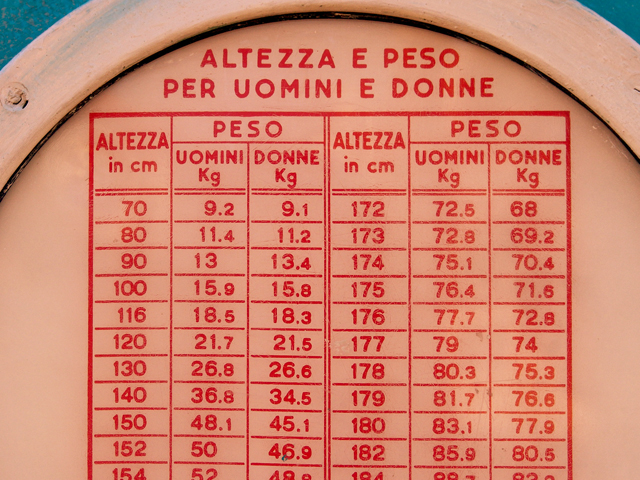 ALTEZZA E PESO
PER UOMINI E DONNE
ALTEZZA in cm PESO ALTEZZA in cm PESO
UOMINI Kg DONNE Kg UOMINI Kg DONNE Kg
70 9.2 9.1 172 72.5 68
80 11.4 11.2 173 72.8 69.2
90 13 13.4 174 75.1 70.4
100 15.9 15.8 175 76.4 71.6
116 18.5 18.3 176 77.7 72.8
120 21.7 21.5 177 79 74
130 26.8 26.6 178 80.3 75.3
140 36.8 34.5 179 81.7 76.6
150 48.1 45.1 180 83.1 77.9
152 50 46.9 182 85.9 80.5
154 52 184